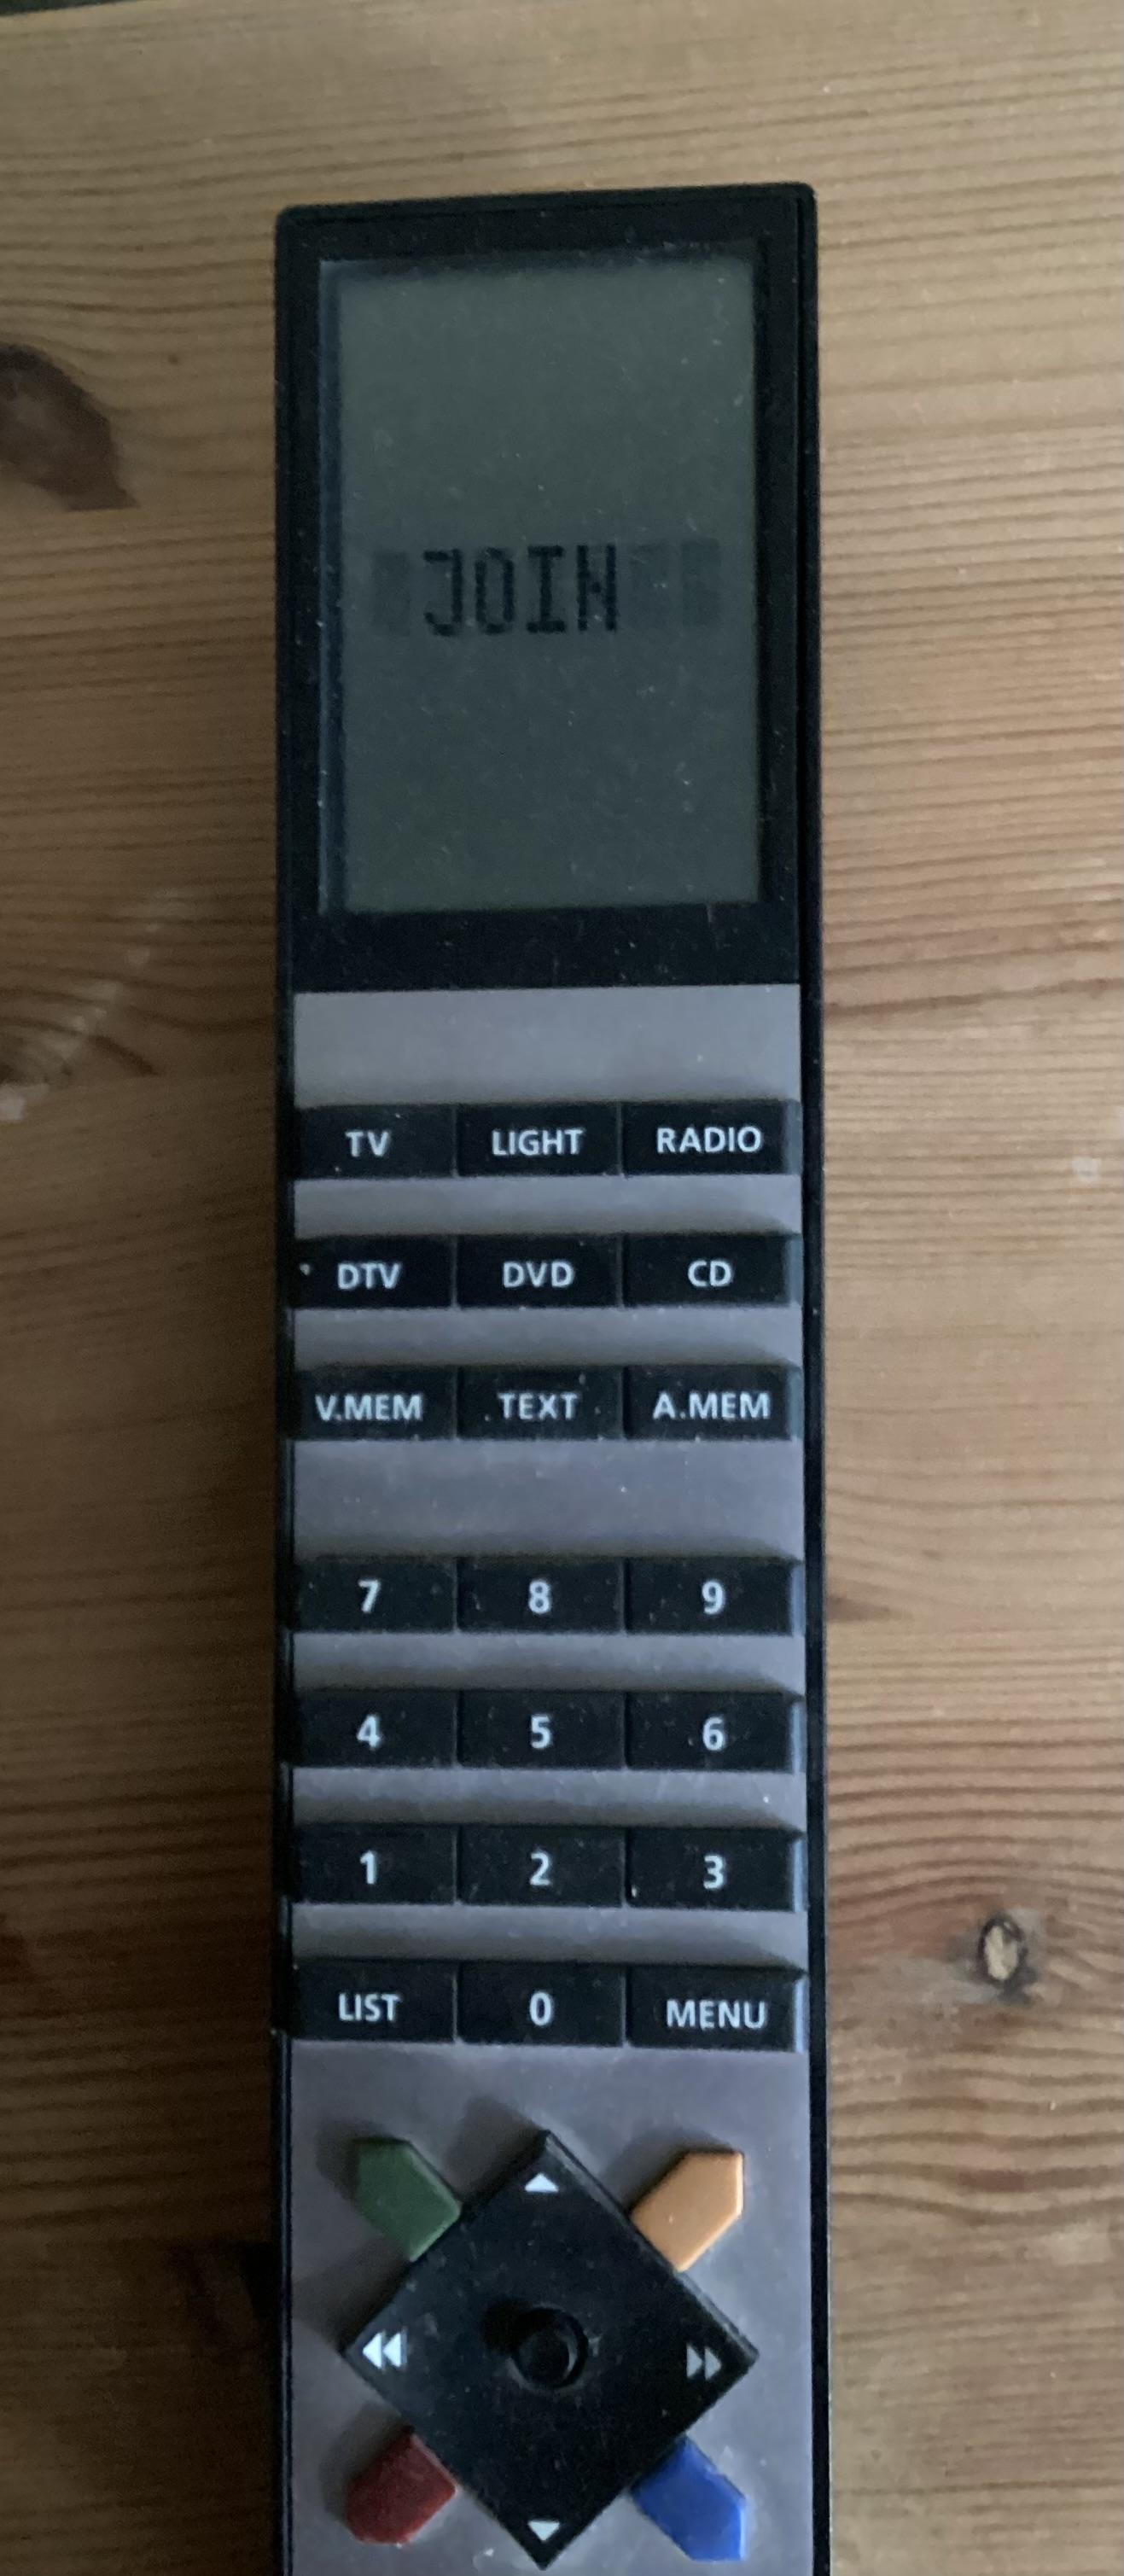 JOIN
TV LIGHT RADIO
DTV DVD CD
V.MEM TEXT A.MEM
7 8 9
4 5 6
1 2 3
LIST 0 MENU